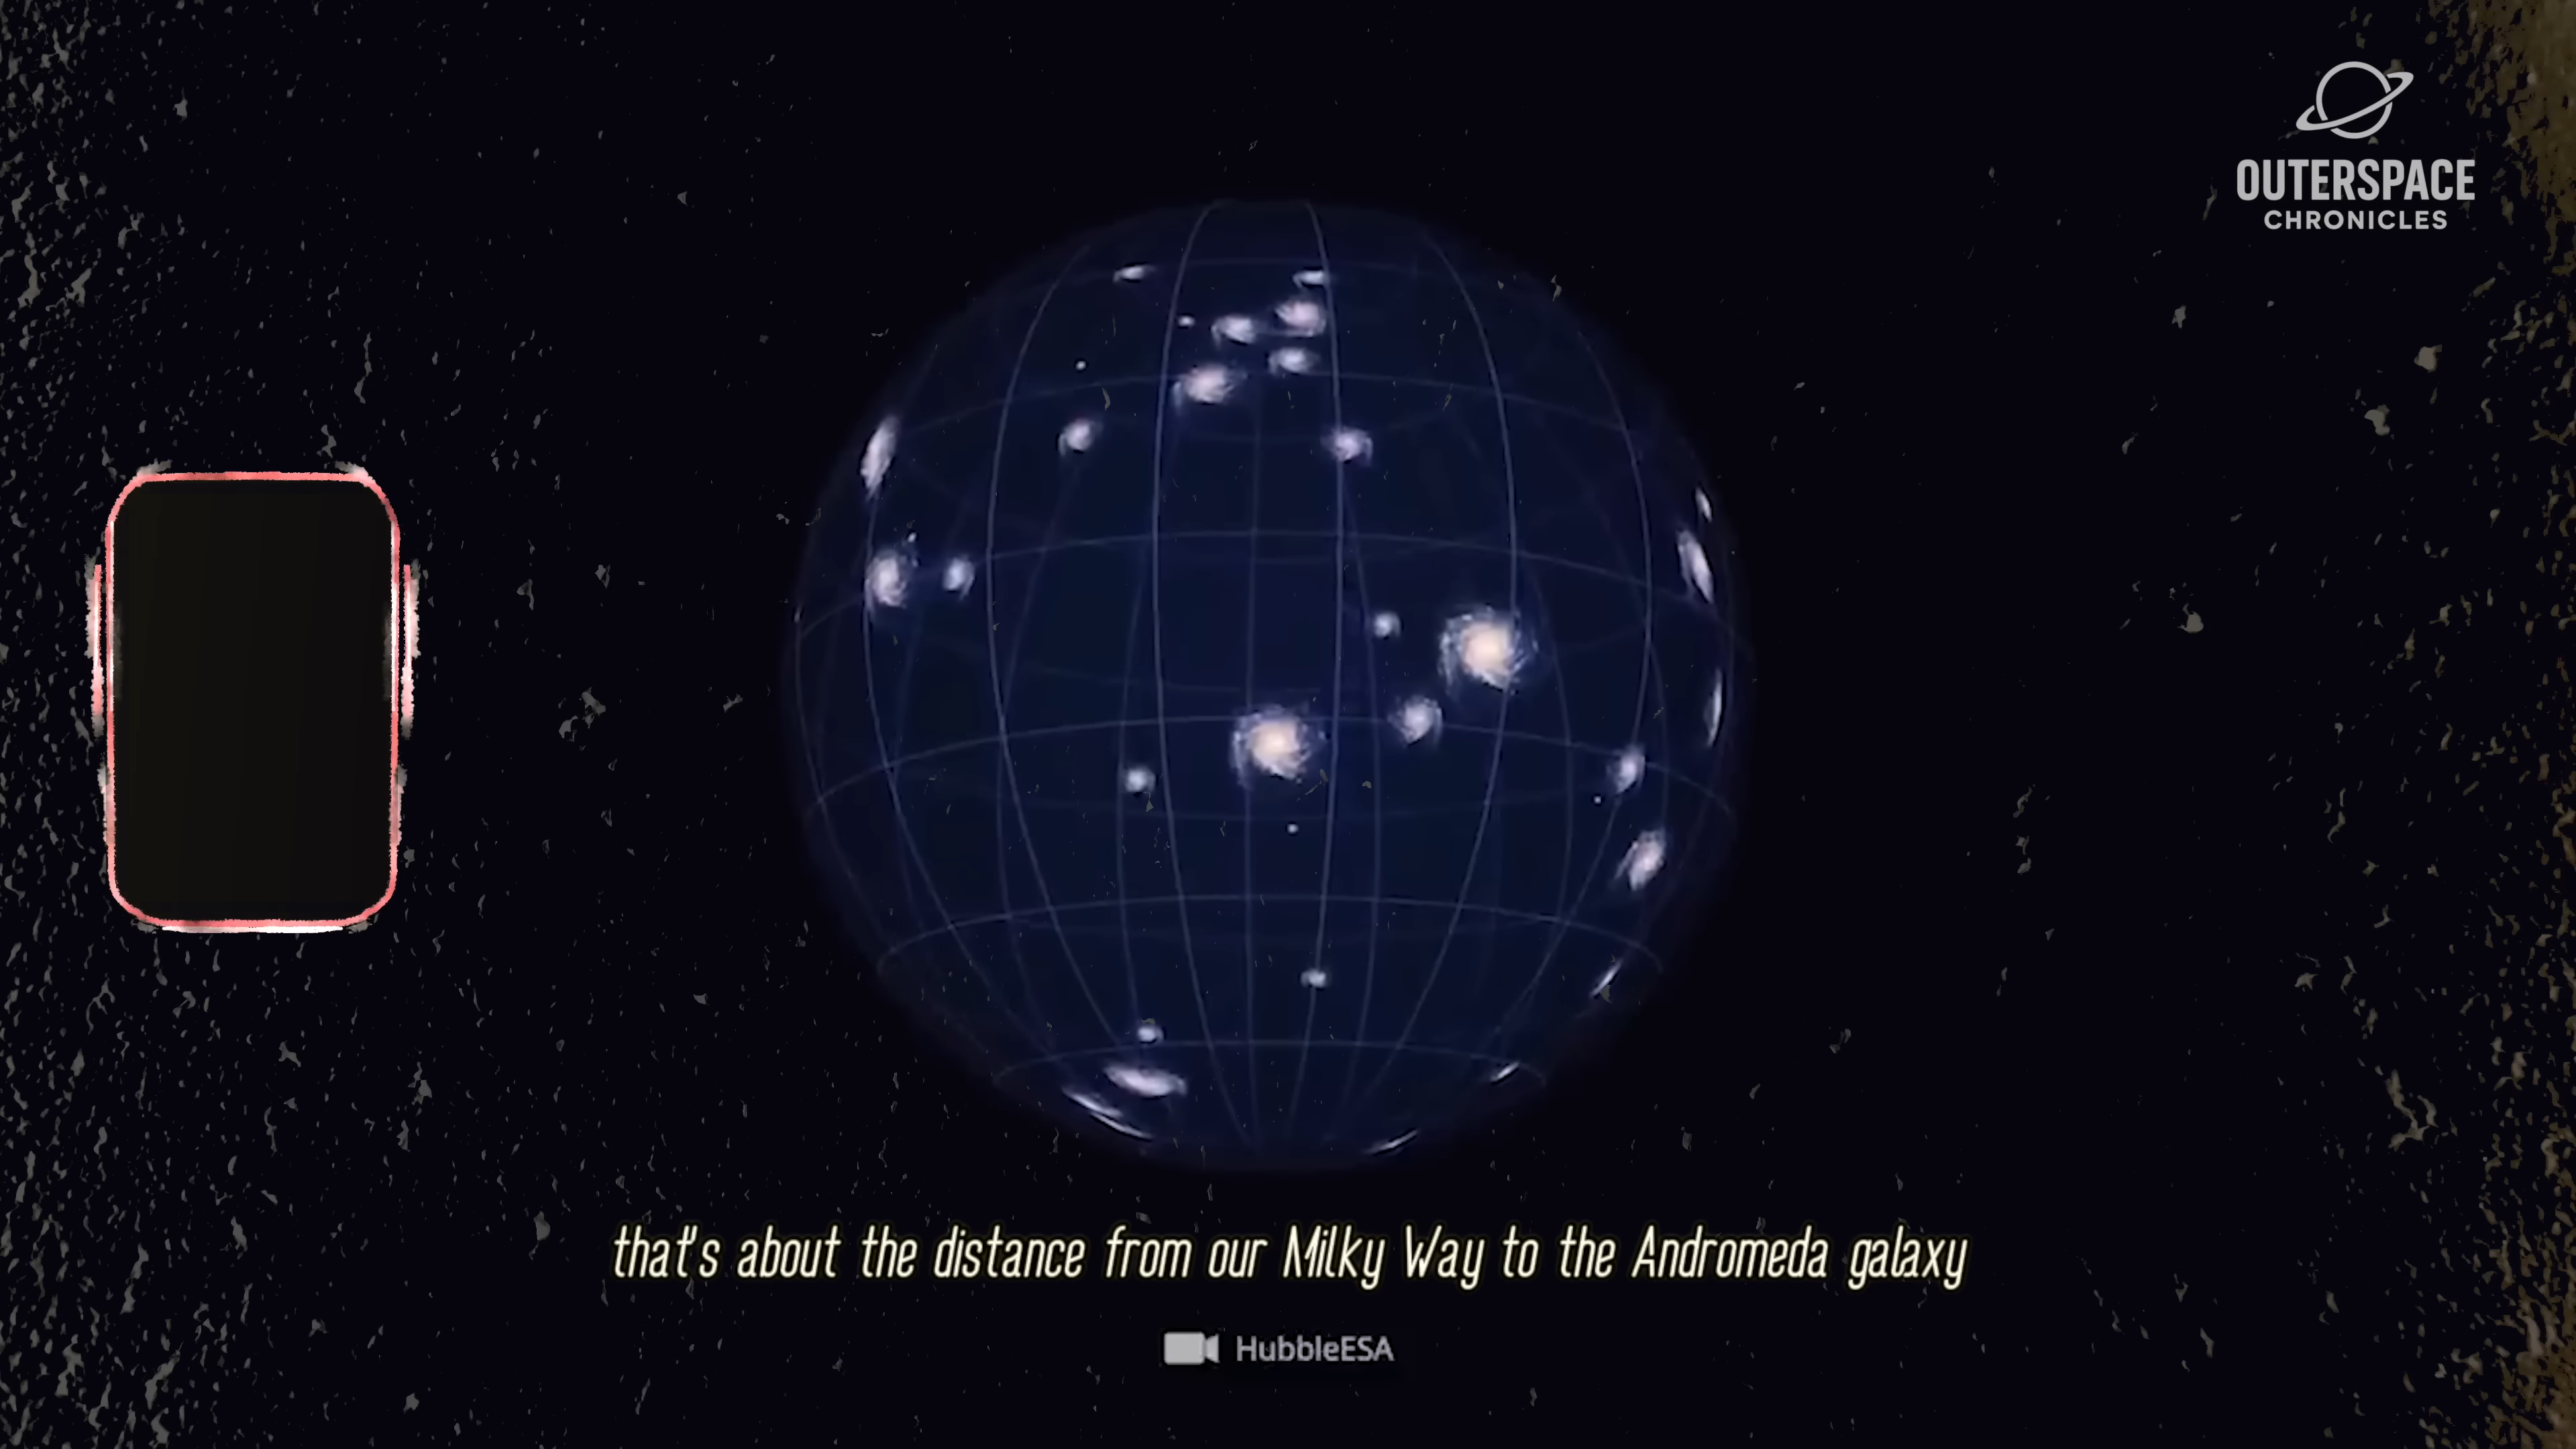 OUTERSPACE
CHRONICLES
that's about the distance from our Milky Way to the Andromeda galaxy
HubbleESA